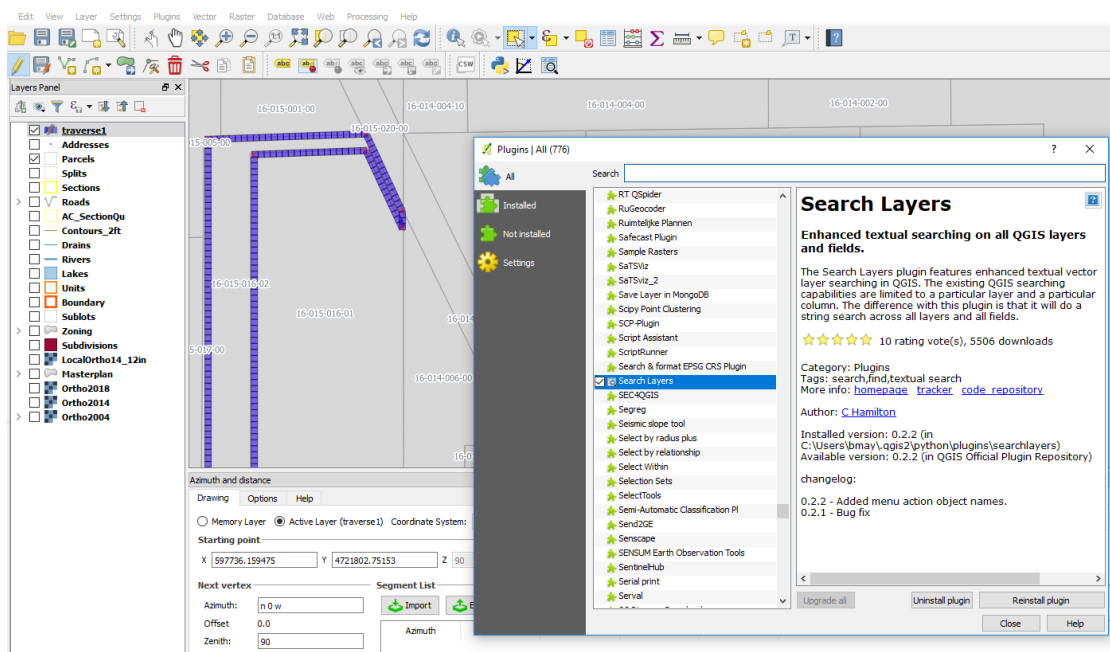 Edit View Layer Settings Plugins Vector Raster Database Web Processing Help
abc
ab
abc
abc
abc
abc
CSW
Layers Panel
traverse1
Addresses
Parcels
Splits
Sections
Roads
AC_SectionQu
Contours_2ft
Drains
Rivers
Lakes
Units
Boundary
Sublots
Zoning
Subdivisions
LocalOrtho14_12in
Masterplan
Ortho2018
Ortho2014
Ortho2004
16-015-001-00
16-014-004-10
16-014-004-00
16-014-002-00
16-015-020-00
15-005-00
16-015-016-02
16-015-016-01
16-014
5-017-00
16-014-006-00
16-0
Azimuth and distance
Drawing Options Help
Memory Layer Active Layer (traverse1) Coordinate System:
Starting point
X 597736.159475 Y 4721802.75153 Z 90
Next vertex Segment List
Azimuth: n 0 w Import E
Offset 0.0
Azimuth
Zenith: 90
Plugins | All (776)
? X
All
Installed
Not installed
Settings
Search
RT QSpider
RuGeocoder
Ruimtelijke Plannen
Safecast Plugin
Sample Rasters
SaTSViz
SaTSviz_2
Save Layer in MongoDB
Scipy Point Clustering
SCP-Plugin
Script Assistant
ScriptRunner
Search & format EPSG CRS Plugin
Search Layers
SEC4QGIS
Segreg
Seismic slope tool
Select by radius plus
Select by relationship
Select Within
Selection Sets
SelectTools
Semi-Automatic Classification Pl
Send2GE
Senscape
SENSUM Earth Observation Tools
SentinelHub
Serial print
Serval
Search Layers
Enhanced textual searching on all QGIS layers
and fields.
The Search Layers plugin features enhanced textual vector
layer searching in QGIS. The existing QGIS searching
capabilities are limited to a particular layer and a particular
column. The difference with this plugin is that it will do a
string search across all layers and all fields.
10 rating vote(s), 5506 downloads
Category: Plugins
Tags: search,find,textual search
More info: homepage tracker code repository
Author: C Hamilton
Installed version: 0.2.2 (in
C:\Users\bmay\.qgis2\python\plugins\searchlayers)
Available version: 0.2.2 (in QGIS Official Plugin Repository)
changelog:
0.2.2 - Added menu action object names.
0.2.1 - Bug fix
Upgrade all Uninstall plugin Reinstall plugin
Close Help